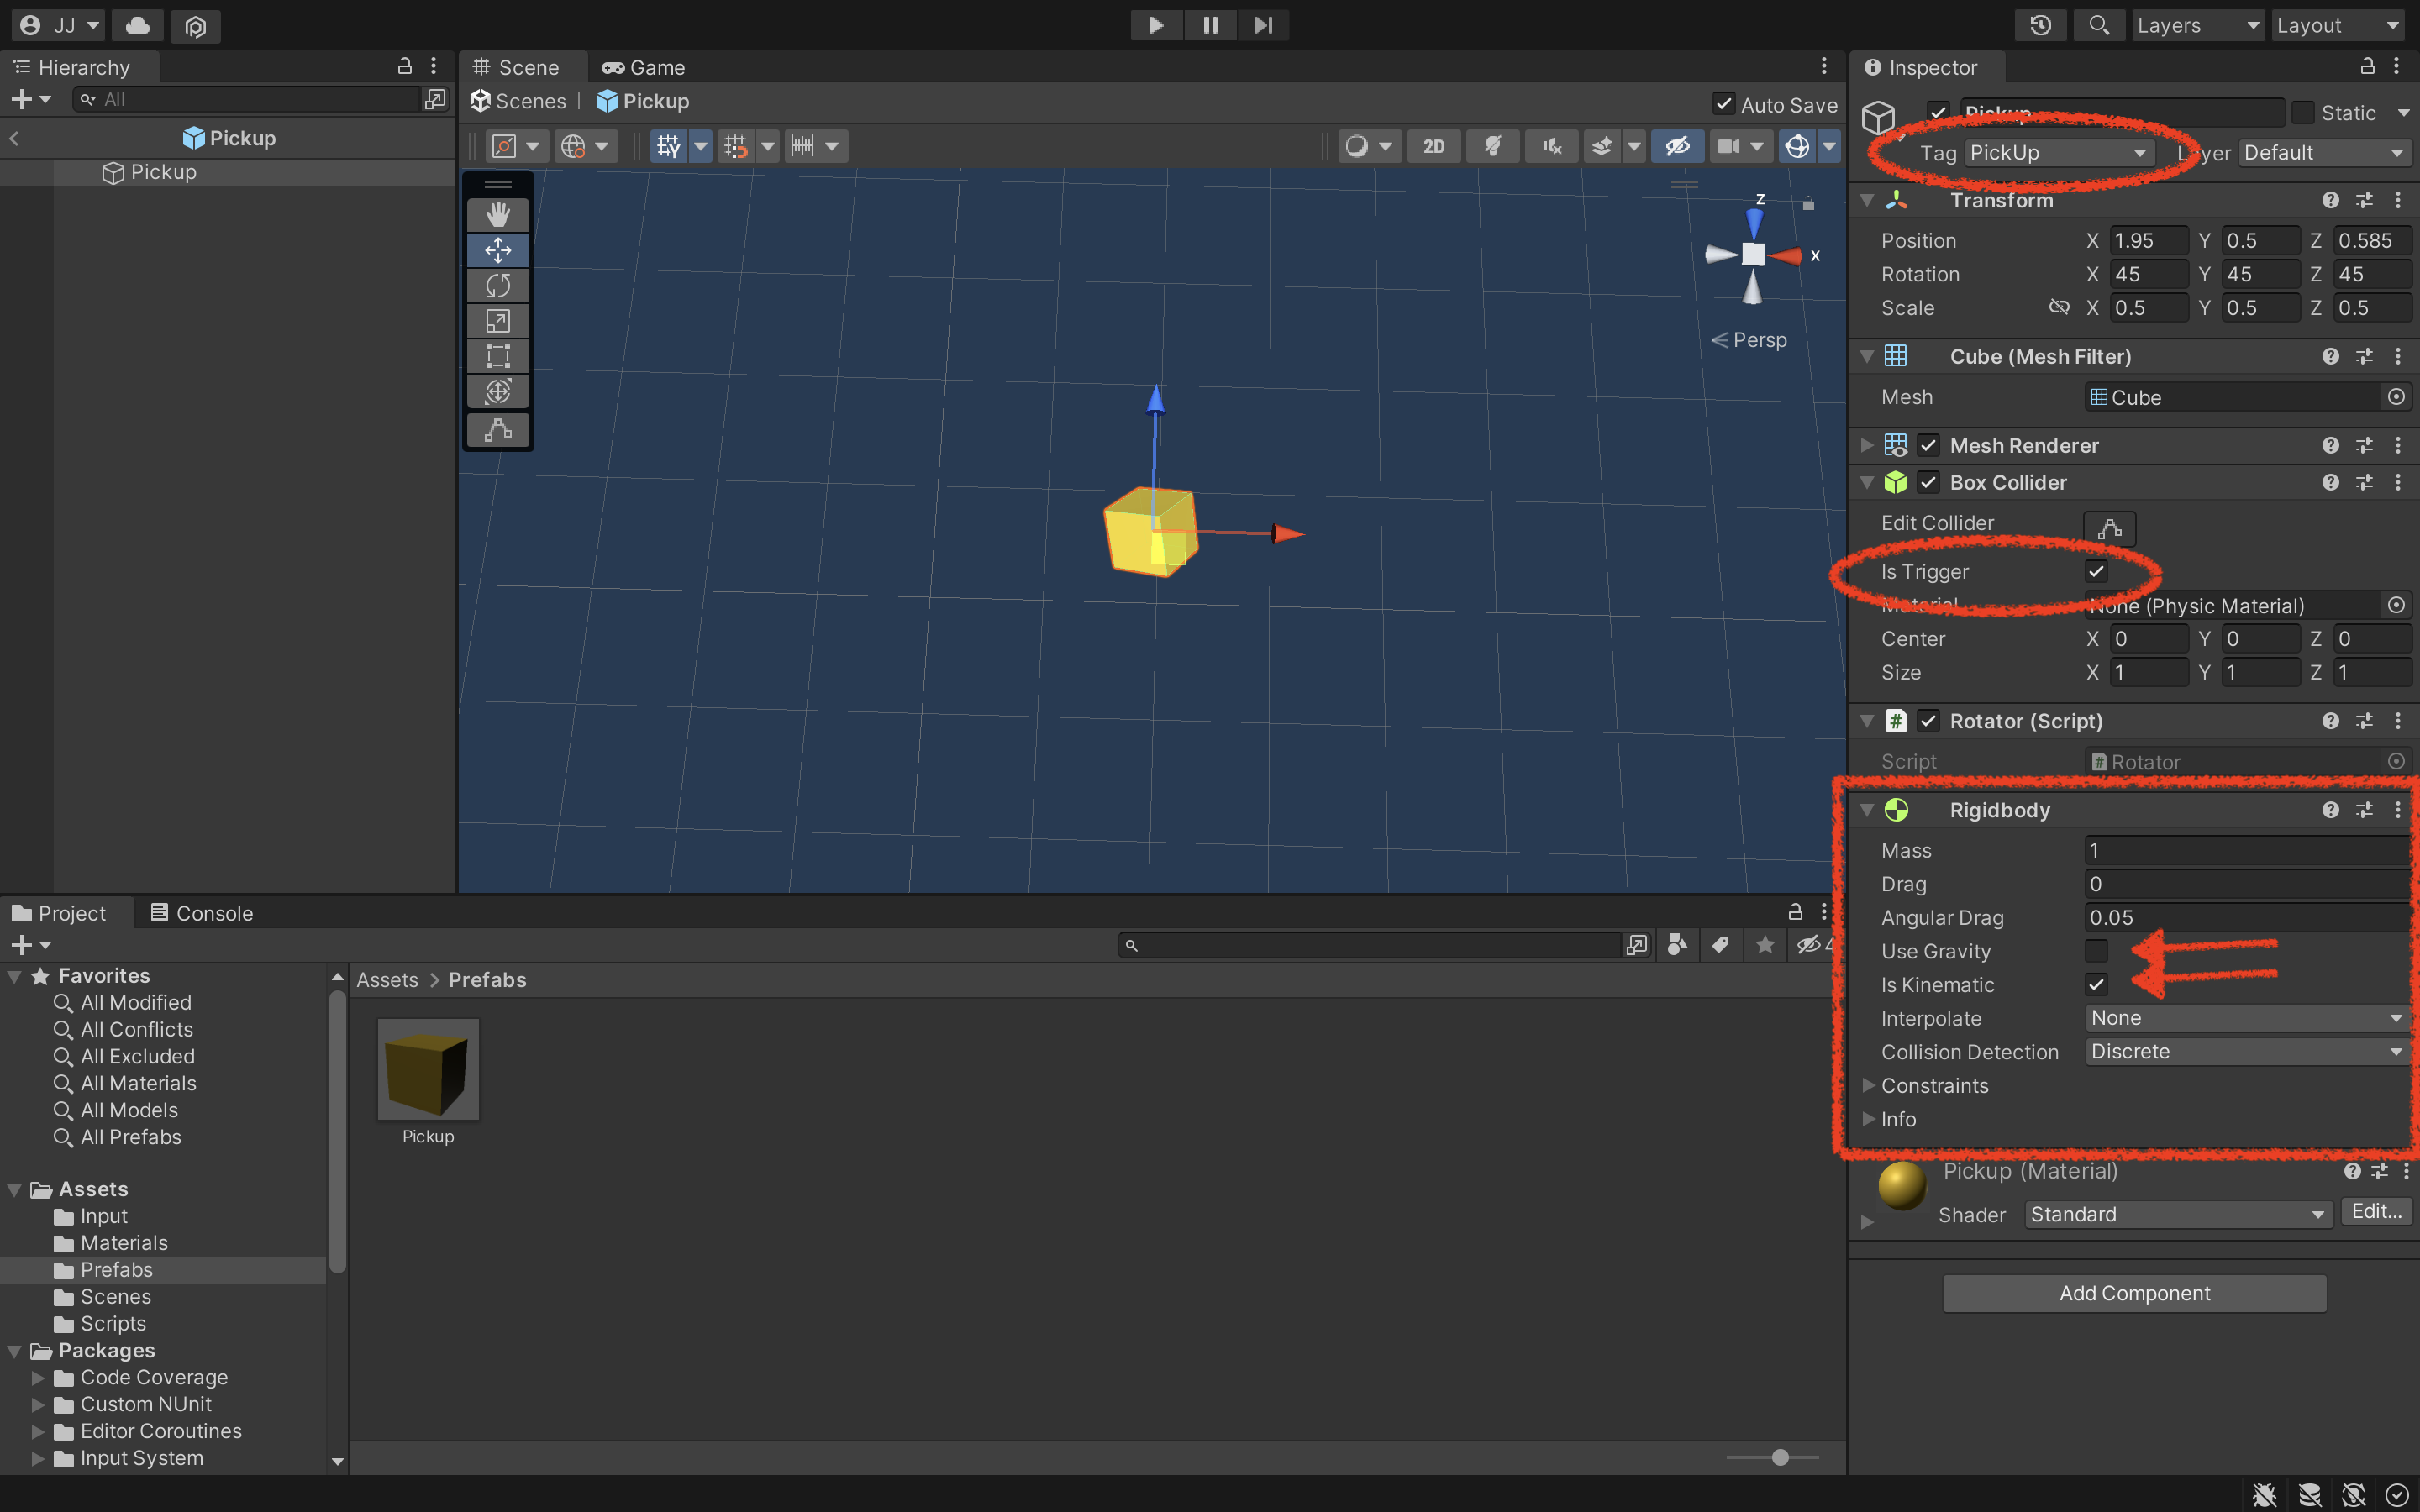 JJ
Layers
Layout
Hierarchy
All
Pickup
Pickup
Scene
Game
Scenes
Pickup
Auto Save
2D
Z
X
Persp
Inspector
Pickup
Static
Tag
PickUp
Layer
Default
Transform
Position X 1.95 Y 0.5 Z 0.585
Rotation X 45 Y 45 Z 45
Scale X 0.5 Y 0.5 Z 0.5
Cube (Mesh Filter)
Mesh Cube
Mesh Renderer
Box Collider
Edit Collider
Is Trigger
Material None (Physic Material)
Center X 0 Y 0 Z 0
Size X 1 Y 1 Z 1
Rotator (Script)
Script # Rotator
Rigidbody
Mass 1
Drag 0
Angular Drag 0.05
Use Gravity
Is Kinematic
Interpolate None
Collision Detection Discrete
Constraints
Info
Pickup (Material)
Shader Standard Edit...
Add Component
Project
Console
Favorites
All Modified
All Conflicts
All Excluded
All Materials
All Models
All Prefabs
Assets
Input
Materials
Prefabs
Scenes
Scripts
Packages
Code Coverage
Custom NUnit
Editor Coroutines
Input System
Assets > Prefabs
Pickup